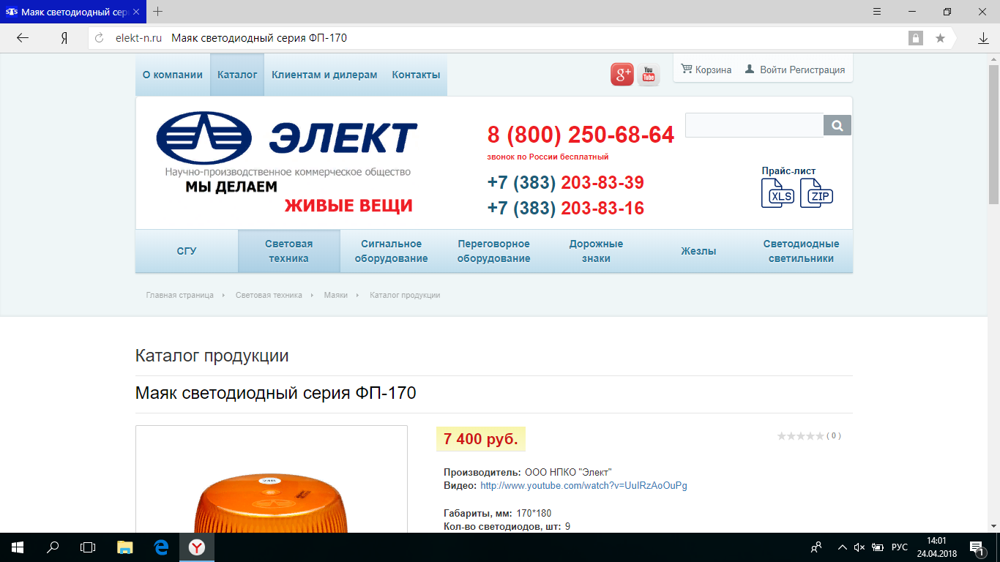 Маяк светодиодный сер
elekt-n.ru Маяк светодиодный серия ФП-170
О компании Каталог Клиентам и дилерам Контакты
g+ You Tube
Корзина Войти Регистрация
ЭЛЕКТ
Научно-производственное коммерческое общество
МЫ ДЕЛАЕМ
ЖИВЫЕ ВЕЩИ
8 (800) 250-68-64
звонок по России бесплатный
+7 (383) 203-83-39
+7 (383) 203-83-16
Прайс-лист
XLS ZIP
СГУ
Световая
техника
Сигнальное
оборудование
Переговорное
оборудование
Дорожные
знаки
Жезлы
Светодиодные
светильники
Главная страница Световая техника Маяки Каталог продукции
Каталог продукции
Маяк светодиодный серия ФП-170
7 400 руб.
( 0 )
Производитель: ООО НПКО "Элект"
Видео: http://www.youtube.com/watch?v=UuIRzAoOuPg
Габариты, мм: 170*180
Кол-во светодиодов, шт: 9
РУС
14:01
24.04.2018
1